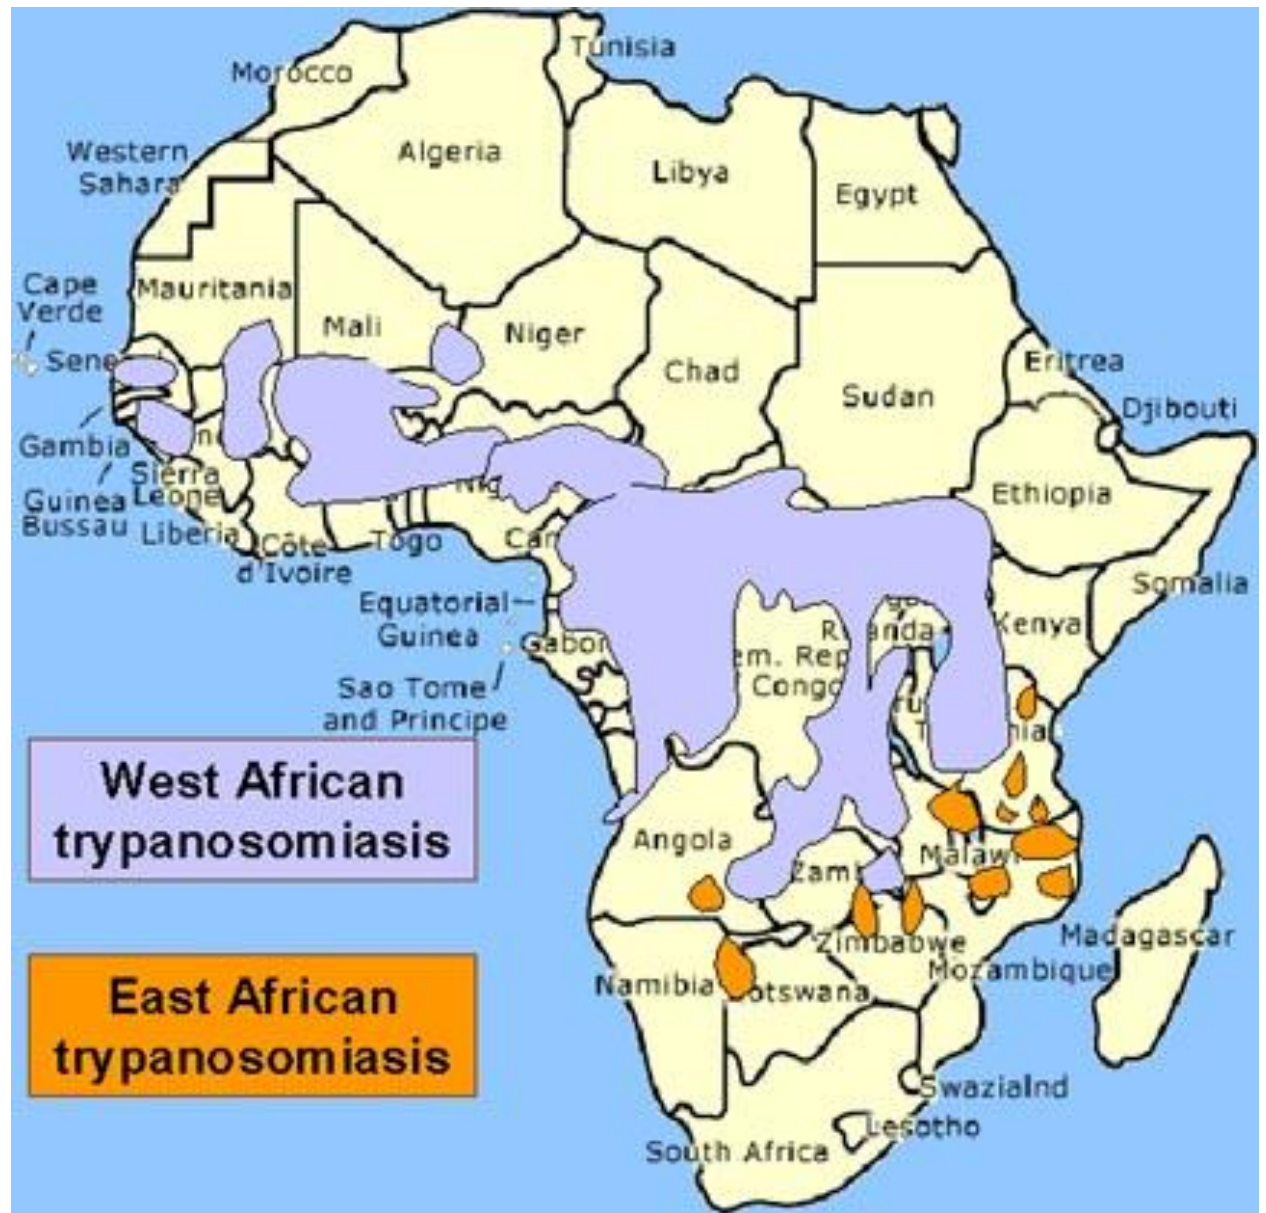 Tunisia
Morocco
Algeria
Libya
Egypt
Western
Sahara
Mauritania
Mali
Niger
Chad
Sudan
Eritrea
Djibouti
Cape
Verde
Gambia
Guinea
Bussau
Sierra
Leone
Liberia
Côte
d'Ivoire
Togo
Ethiopia
Somalia
Kenya
Equatorial
Guinea
Gabon
Sao Tome
and Principe
Congo
West African
trypanosomiasis
East African
trypanosomiasis
Angola
Malawi
Zimbabwe
Mozambique
Madagascar
Namibia
South Africa
Swazialnd
Lesotho